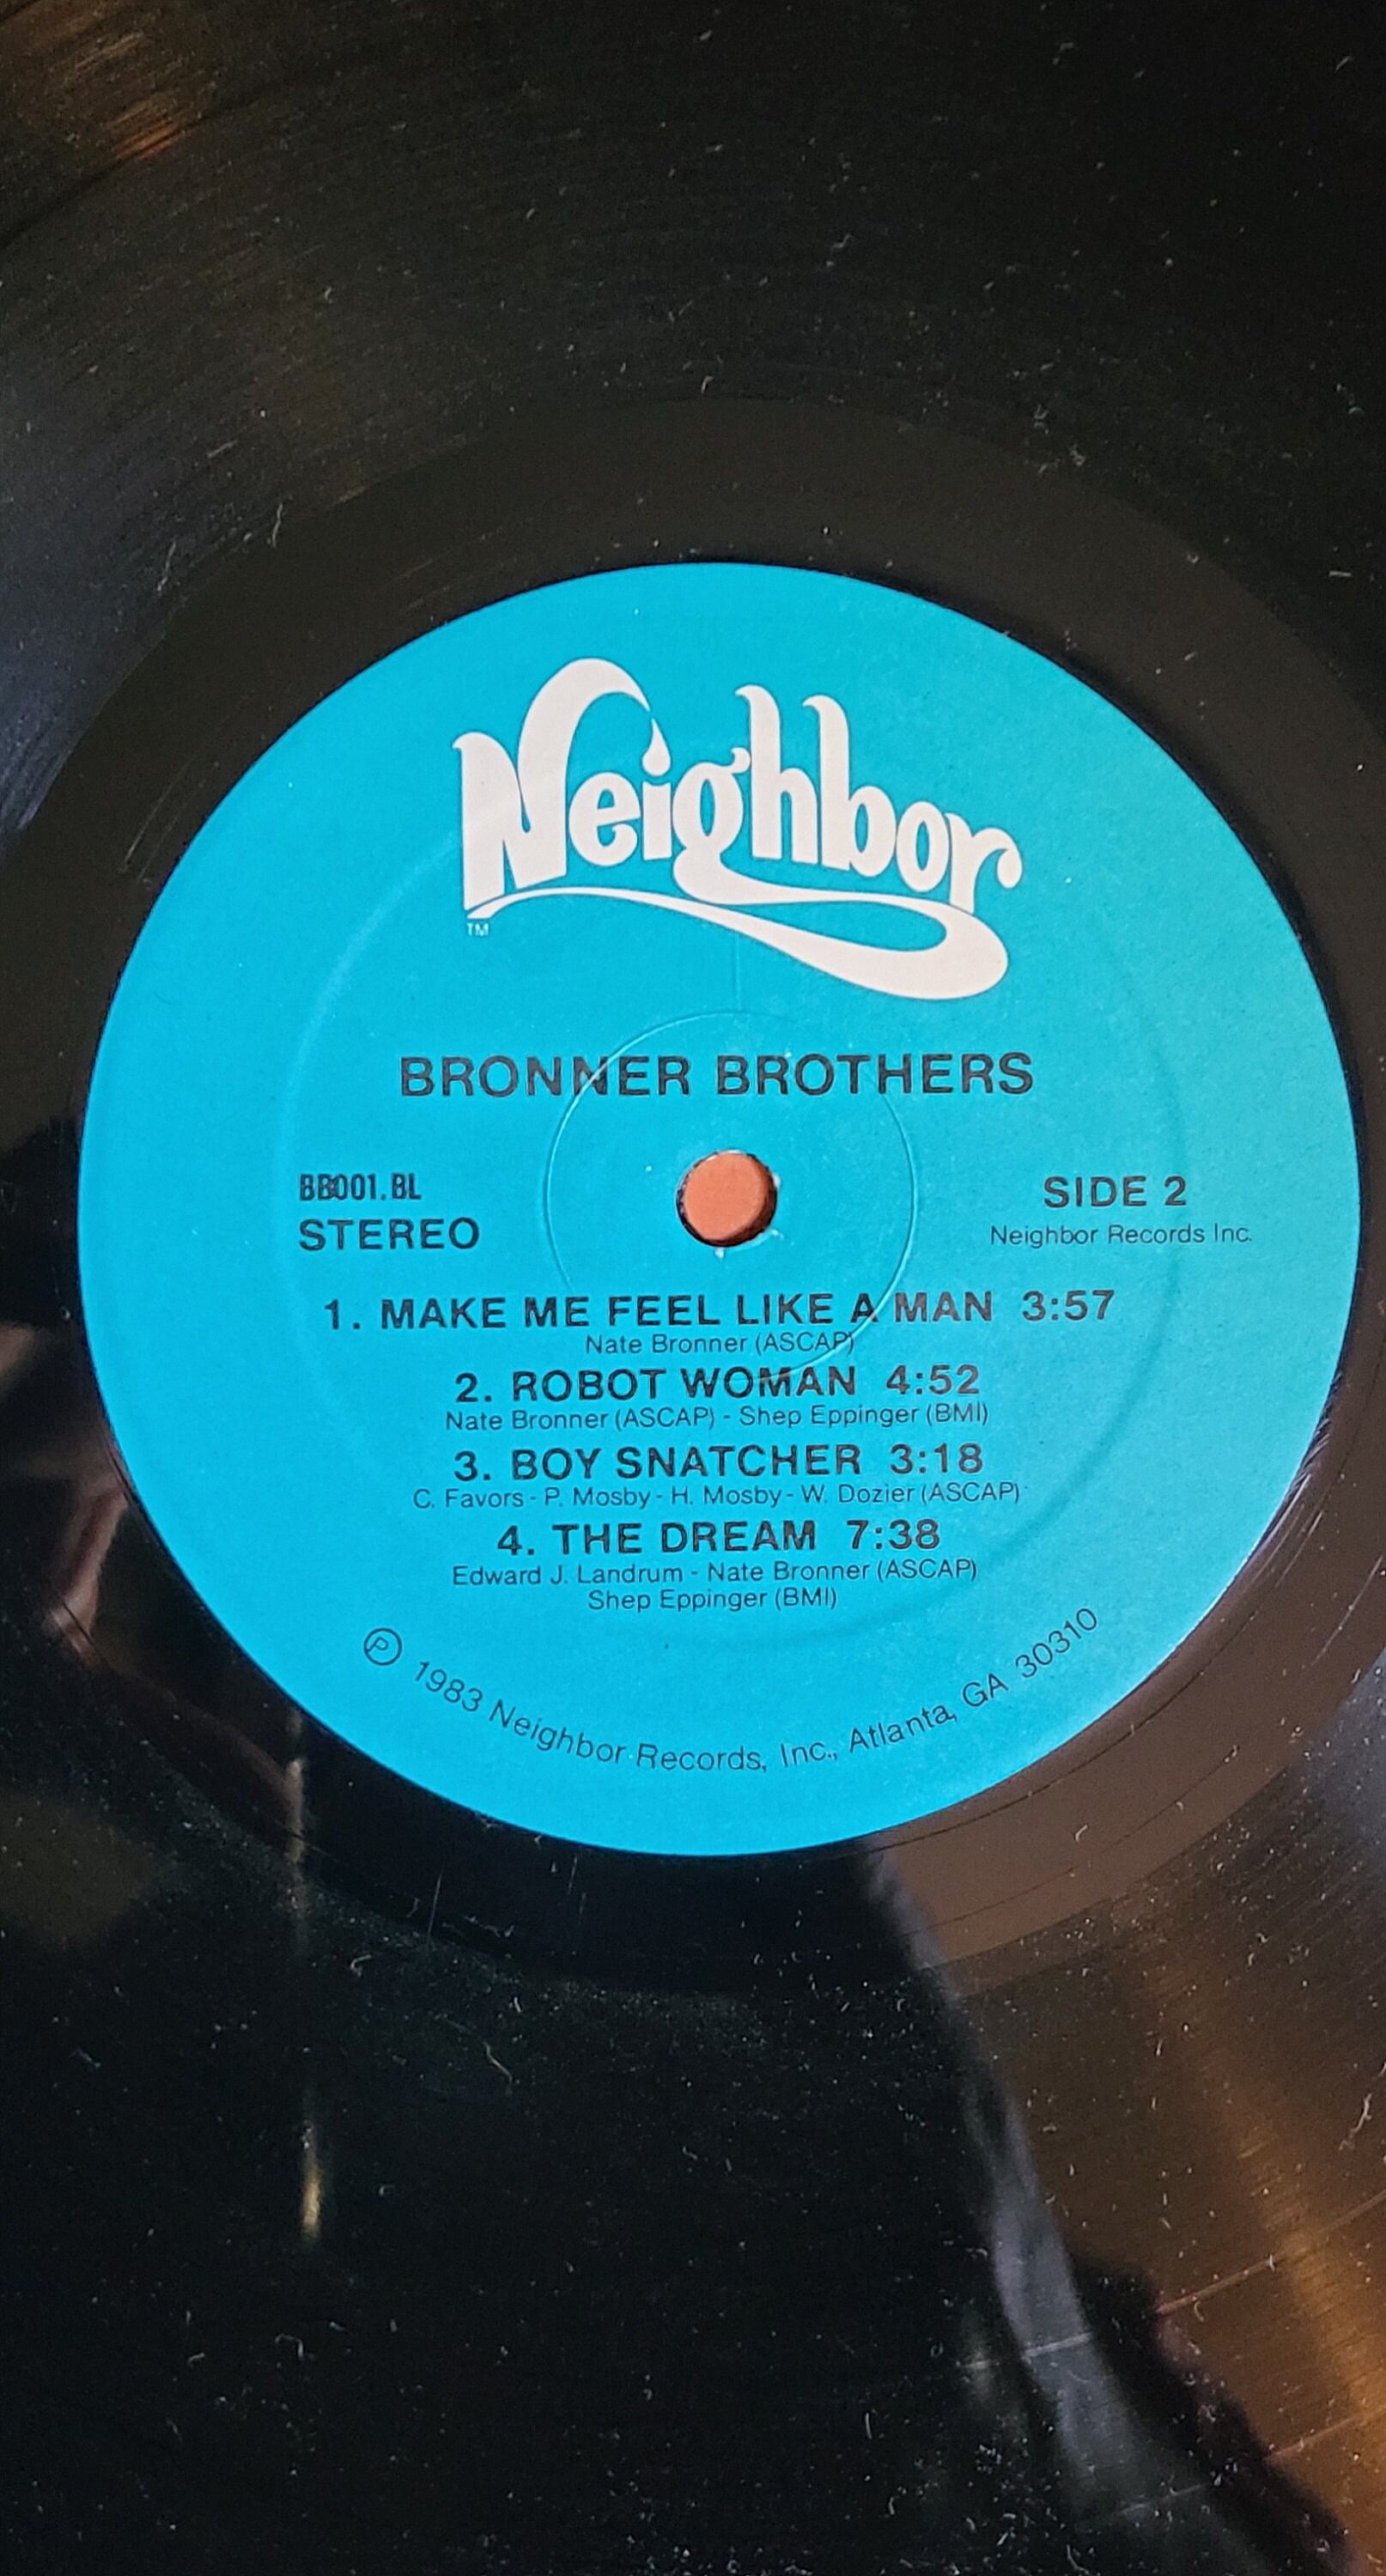 Neighbor
TM
BRONNER BROTHERS
BB001.BL
STEREO
SIDE 2
Neighbor Records Inc.
1. MAKE ME FEEL LIKE A MAN 3:57
Nate Bronner (ASCAP)
2. ROBOT WOMAN 4:52
Nate Bronner (ASCAP) - Shep Eppinger (BMI)
3. BOY SNATCHER 3:18
C. Favors - P. Mosby - H. Mosby - W. Dozier (ASCAP)
4. THE DREAM 7:38
Edward J. Landrum - Nate Bronner (ASCAP)
Shep Eppinger (BMI)
℗ 1983 Neighbor Records, Inc., Atlanta, GA 30310